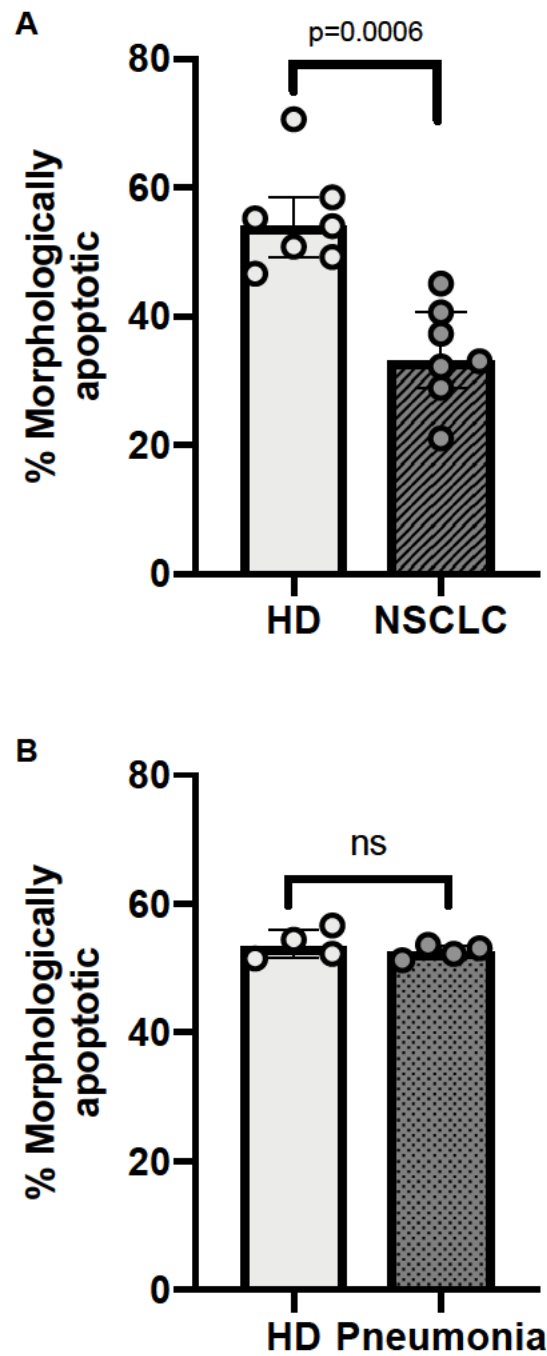 A
p=0.0006
80
60
40
20
0
% Morphologically
apoptotic
HD NSCLC
B
ns
80
60
40
20
0
% Morphologically
apoptotic
HD Pneumonia